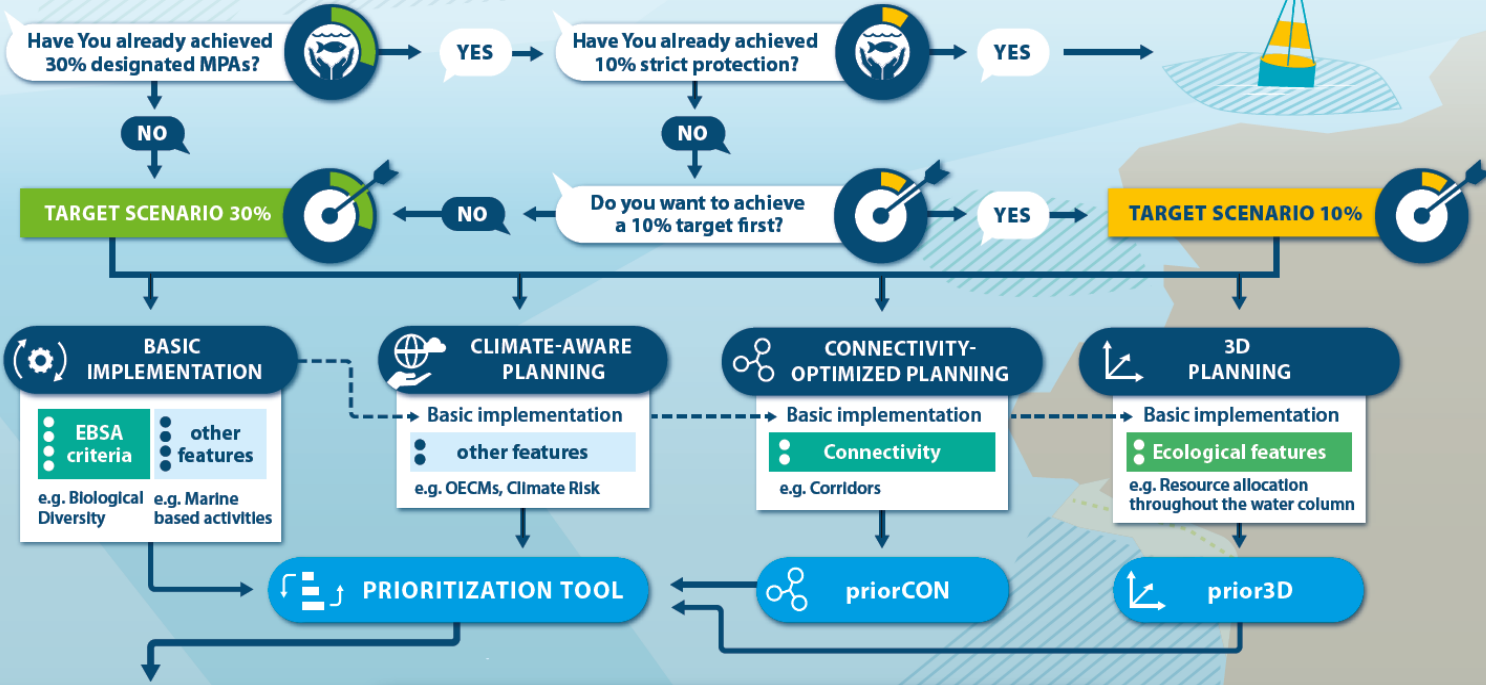 Have You already achieved
30% designated MPAs?
YES
Have You already achieved
10% strict protection?
YES
NO
NO
TARGET SCENARIO 30%
NO
Do you want to achieve
a 10% target first?
YES
TARGET SCENARIO 10%
BASIC
IMPLEMENTATION
EBSA
criteria
other
features
e.g. Biological
Diversity
e.g. Marine
based activities
CLIMATE-AWARE
PLANNING
Basic implementation
other features
e.g. OECMs, Climate Risk
CONNECTIVITY-
OPTIMIZED PLANNING
Basic implementation
Connectivity
e.g. Corridors
3D
PLANNING
Basic implementation
Ecological features
e.g. Resource allocation
throughout the water column
PRIORITIZATION TOOL
priorCON
prior3D